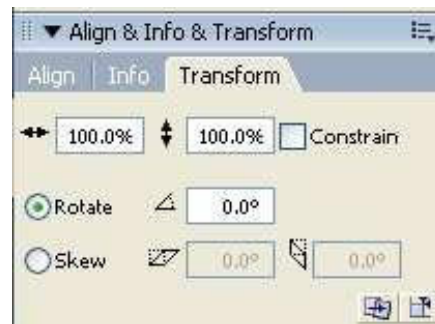 Align & Info & Transform
Align Info Transform
100.0% 100.0% Constrain
Rotate 0.0°
Skew 0.0° 0.0°